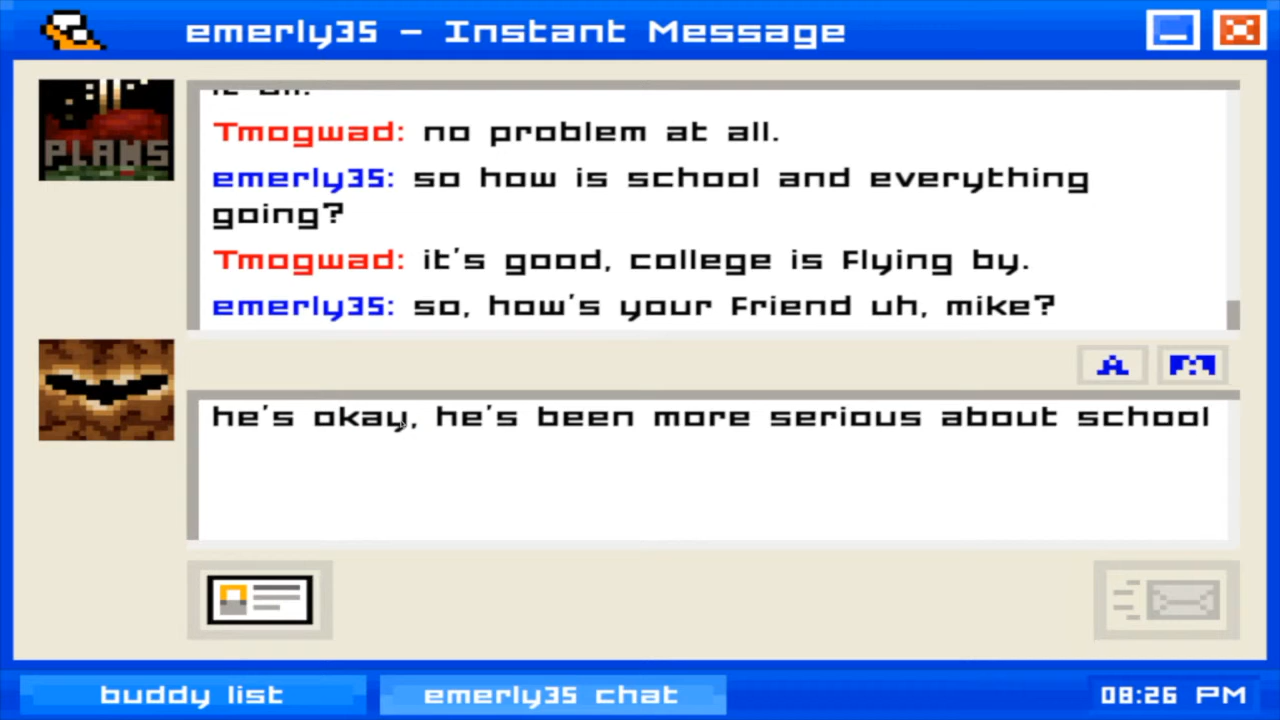 emerly35 - Instant Message
PLANS
Tmogwad: no problem at all.
emerly35: so how is school and everything
going?
Tmogwad: it's good, college is flying by.
emerly35: so, how's your friend uh, mike?
A
he's okay, he's been more serious about school
buddy list
emerly35 chat
08:26 PM